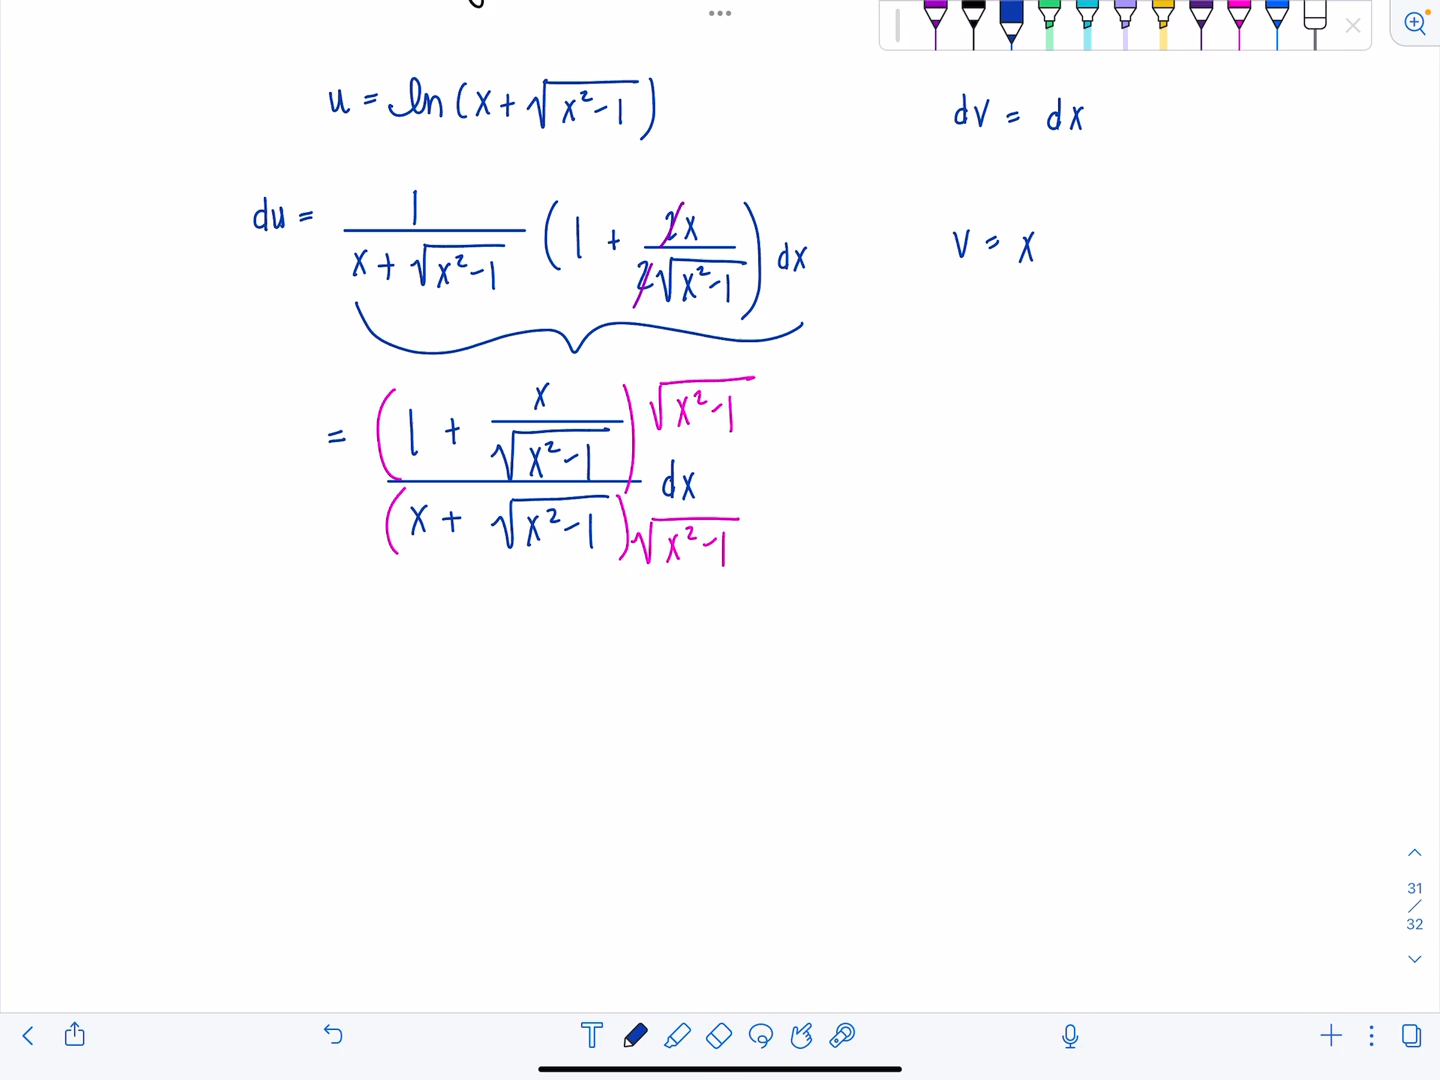 u = ln(x + √(x²-1))
dv = dx
du = 1/(x + √(x²-1)) (1 + 2x/(2√(x²-1))) dx
v = x
= (1 + x/√(x²-1))√(x²-1) / (x + √(x²-1))√(x²-1) dx
31
/
32
T